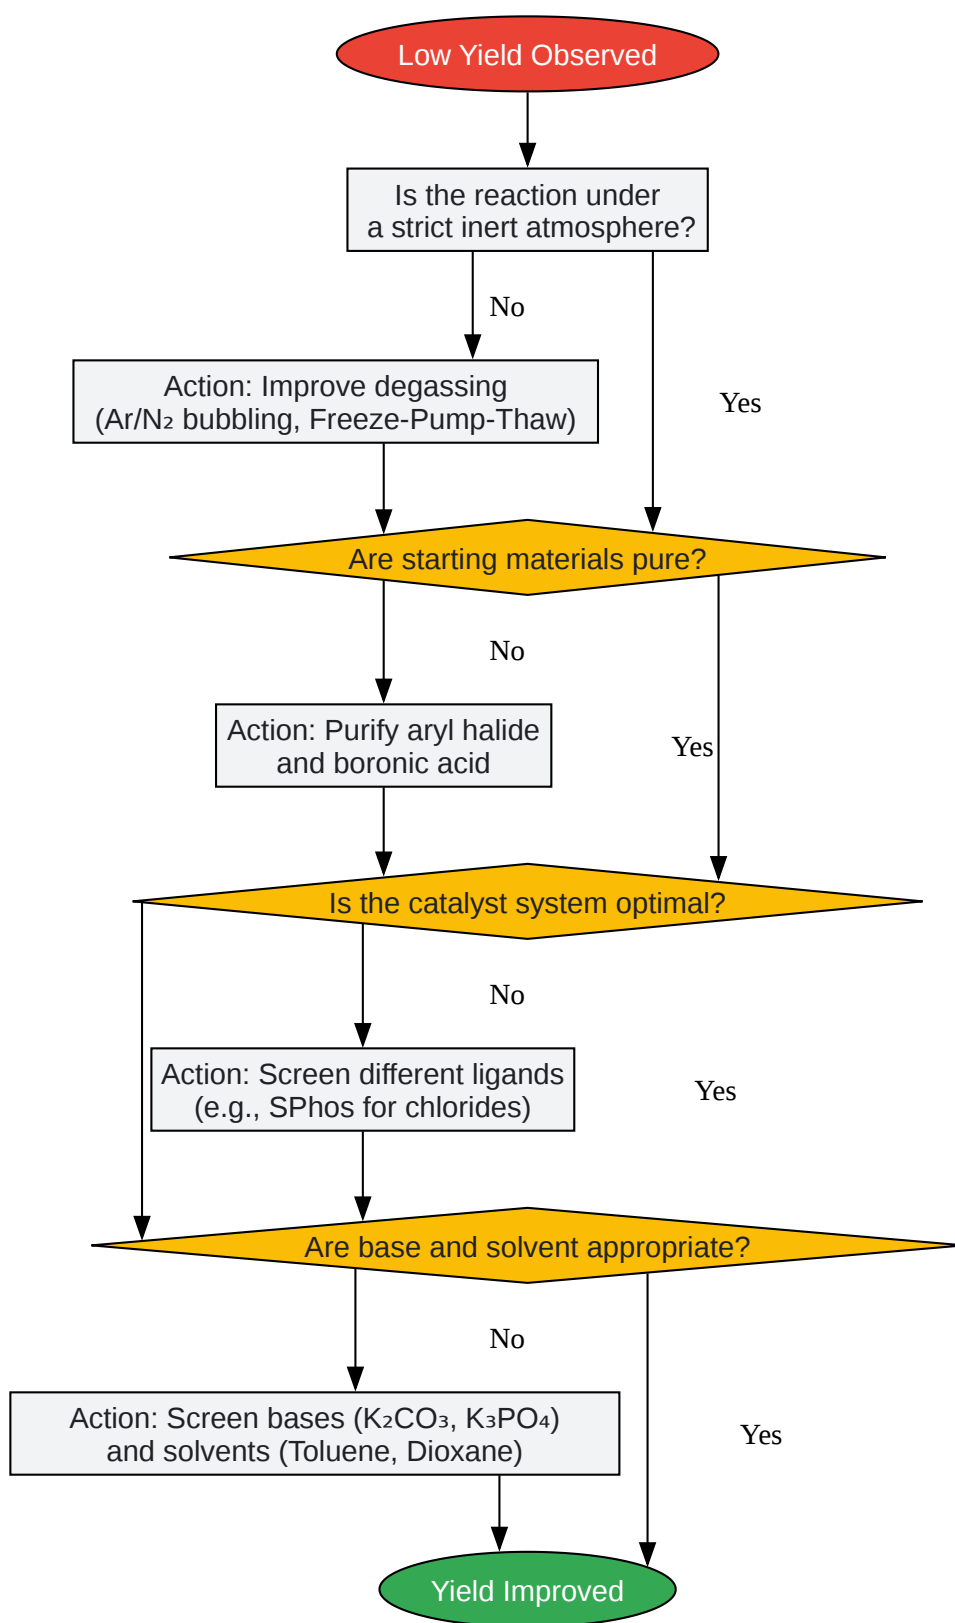 Low Yield Observed
Is the reaction under
a strict inert atmosphere?
No
Action: Improve degassing
(Ar/N₂ bubbling, Freeze-Pump-Thaw)
Yes
Are starting materials pure?
No
Action: Purify aryl halide
and boronic acid
Yes
Is the catalyst system optimal?
No
Action: Screen different ligands
(e.g., SPhos for chlorides)
Yes
Are base and solvent appropriate?
No
Action: Screen bases (K₂CO₃, K₃PO₄)
and solvents (Toluene, Dioxane)
Yes
Yield Improved